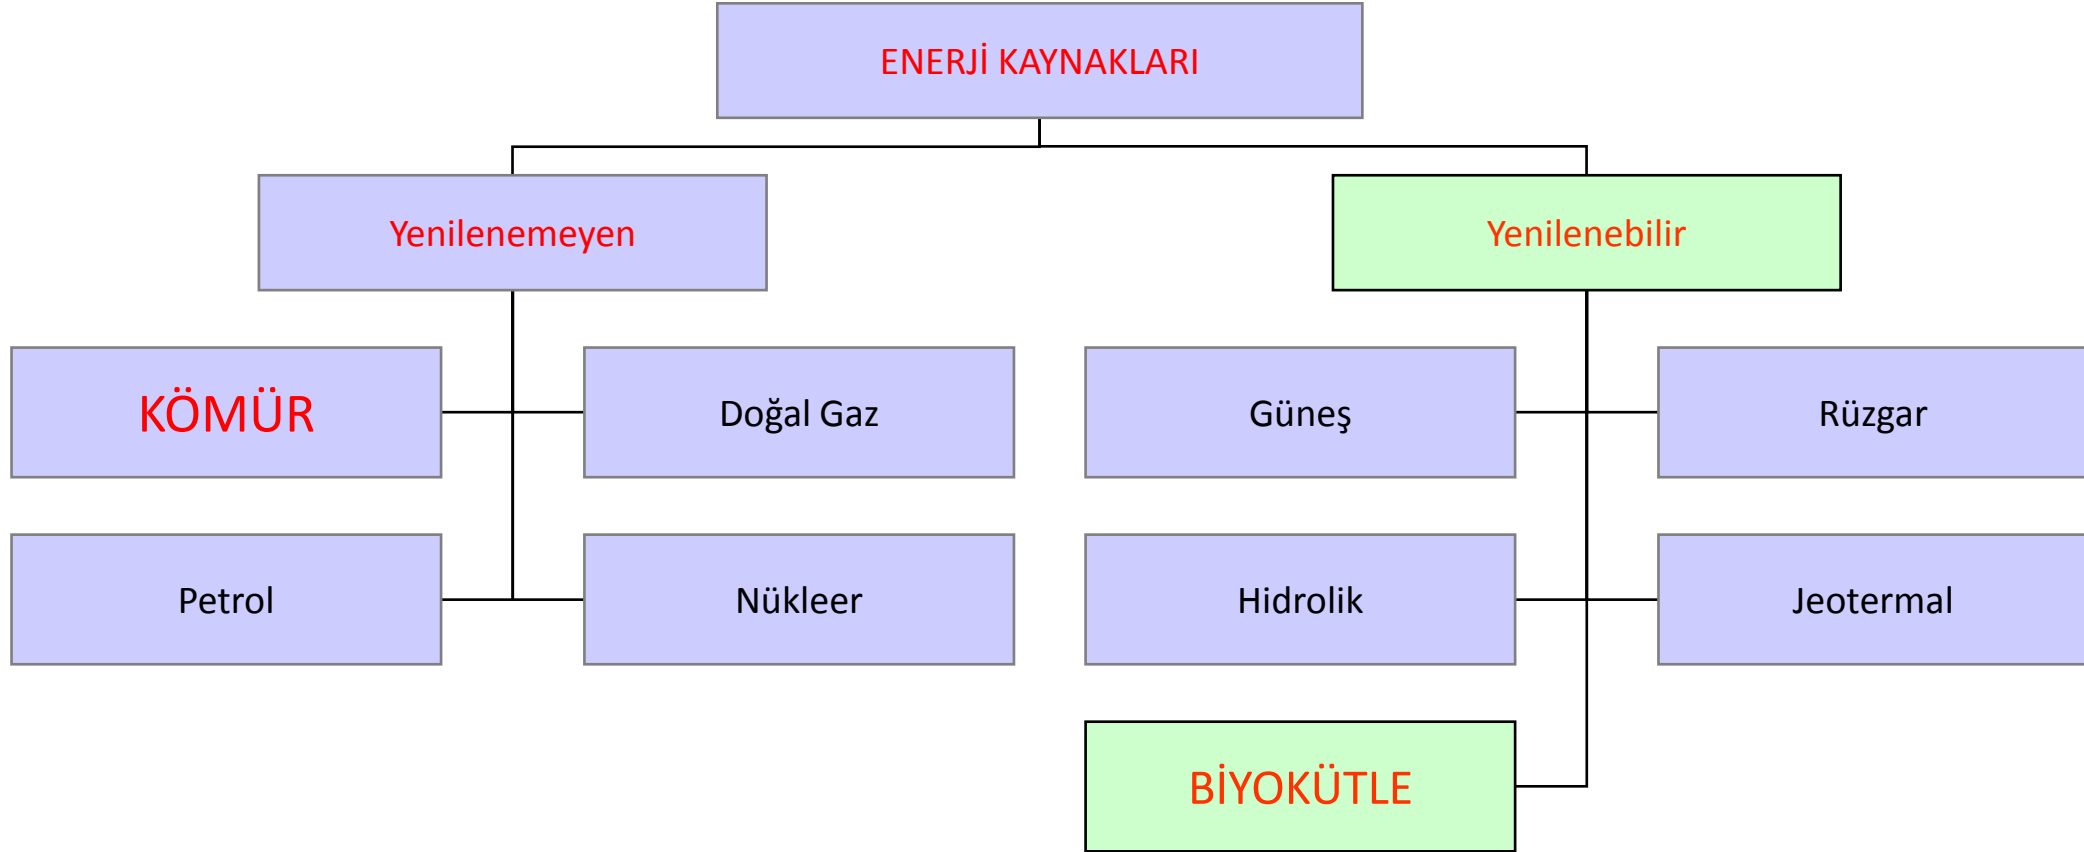 ENERJİ KAYNAKLARI
Yenilenemeyen
Yenilenebilir
KÖMÜR
Doğal Gaz
Güneş
Rüzgar
Petrol
Nükleer
Hidrolik
Jeotermal
BİYOKÜTLE